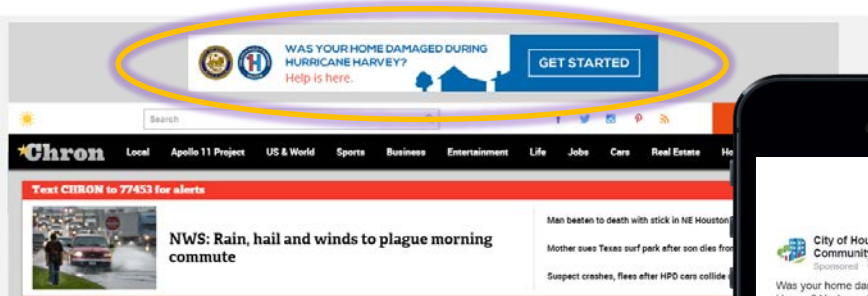 WAS YOUR HOME DAMAGED DURING
HURRICANE HARVEY?
Help is here.
GET STARTED
Search
Chron
Local Apollo 11 Project US & World Sports Business Entertainment Life Jobs Cars Real Estate
Text CHRON to 77453 for alerts
NWS: Rain, hail and winds to plague morning
commute
Man beaten to death with stick in NE Houston
Mother sues Texas surf park after son dies from
Suspect crashes, flees after HPD cars collide
City of Hou
Community
Sponsored
Was your home da